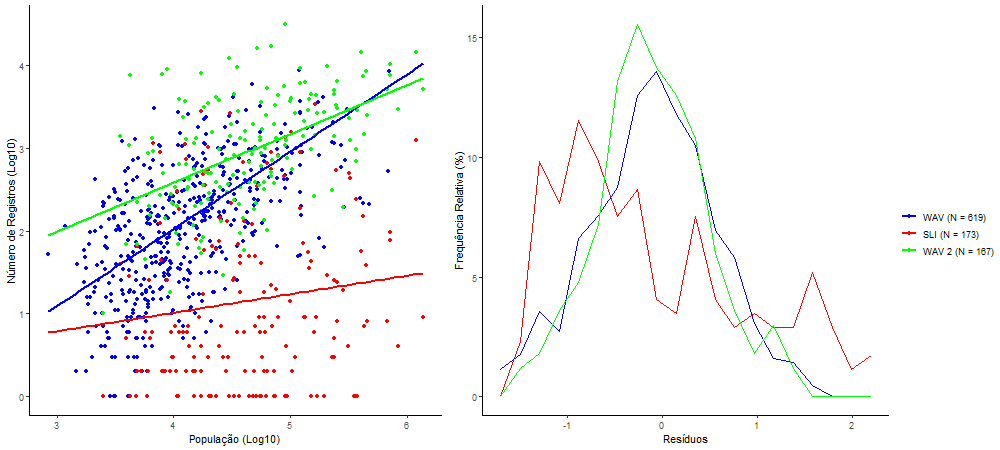 Número de Registros (Log10)
4
3
2
1
0
3
4
5
6
População (Log10)
Frequência Relativa (%)
15
10
5
0
-1
0
1
2
Resíduos
WAV (N = 619)
SLI (N = 173)
WAV 2 (N = 167)